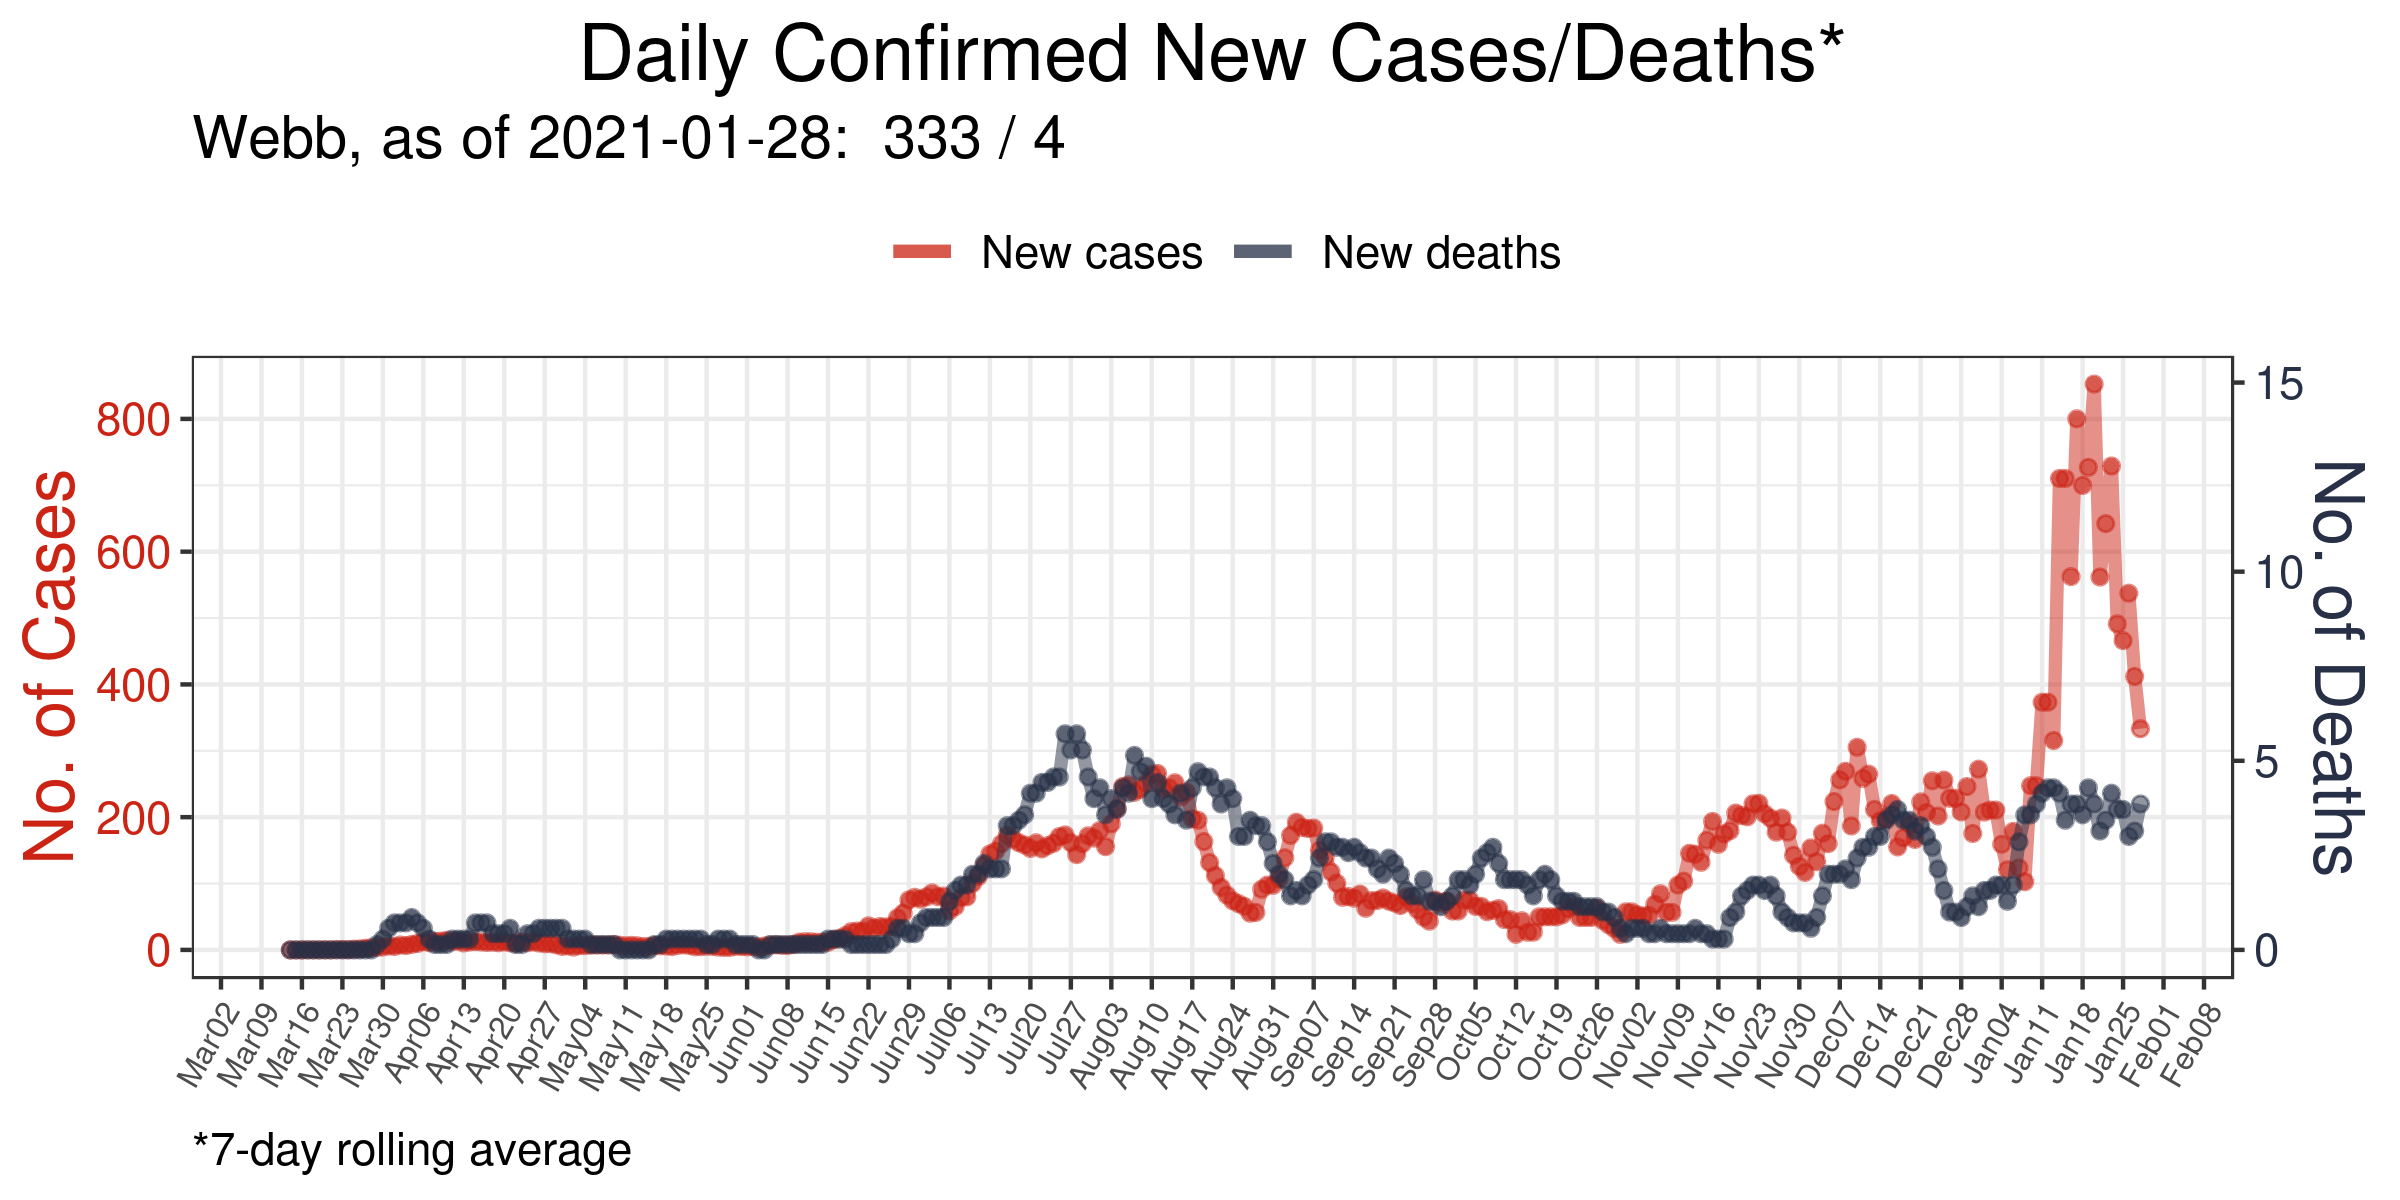 Daily Confirmed New Cases/Deaths*
Webb, as of 2021-01-28:  333 / 4
New cases New deaths
No. of Cases
800
600
400
200
0
15
10
5
0
No. of Deaths
Mar02 Mar09 Mar16 Mar23 Mar30 Apr06 Apr13 Apr20 Apr27 May04 May11 May18 May25 Jun01 Jun08 Jun15 Jun22 Jun29 Jul06 Jul13 Jul20 Jul27 Aug03 Aug10 Aug17 Aug24 Aug31 Sep07 Sep14 Sep21 Sep28 Oct05 Oct12 Oct19 Oct26 Nov02 Nov09 Nov16 Nov23 Nov30 Dec07 Dec14 Dec21 Dec28 Jan04 Jan11 Jan18 Jan25 Feb01 Feb08
*7-day rolling average